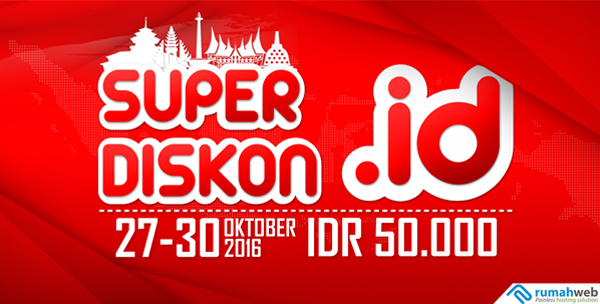 SUPER
DISKON
.id
27-30 OKTOBER 2016 IDR 50.000
rumahweb
Painless hosting solution